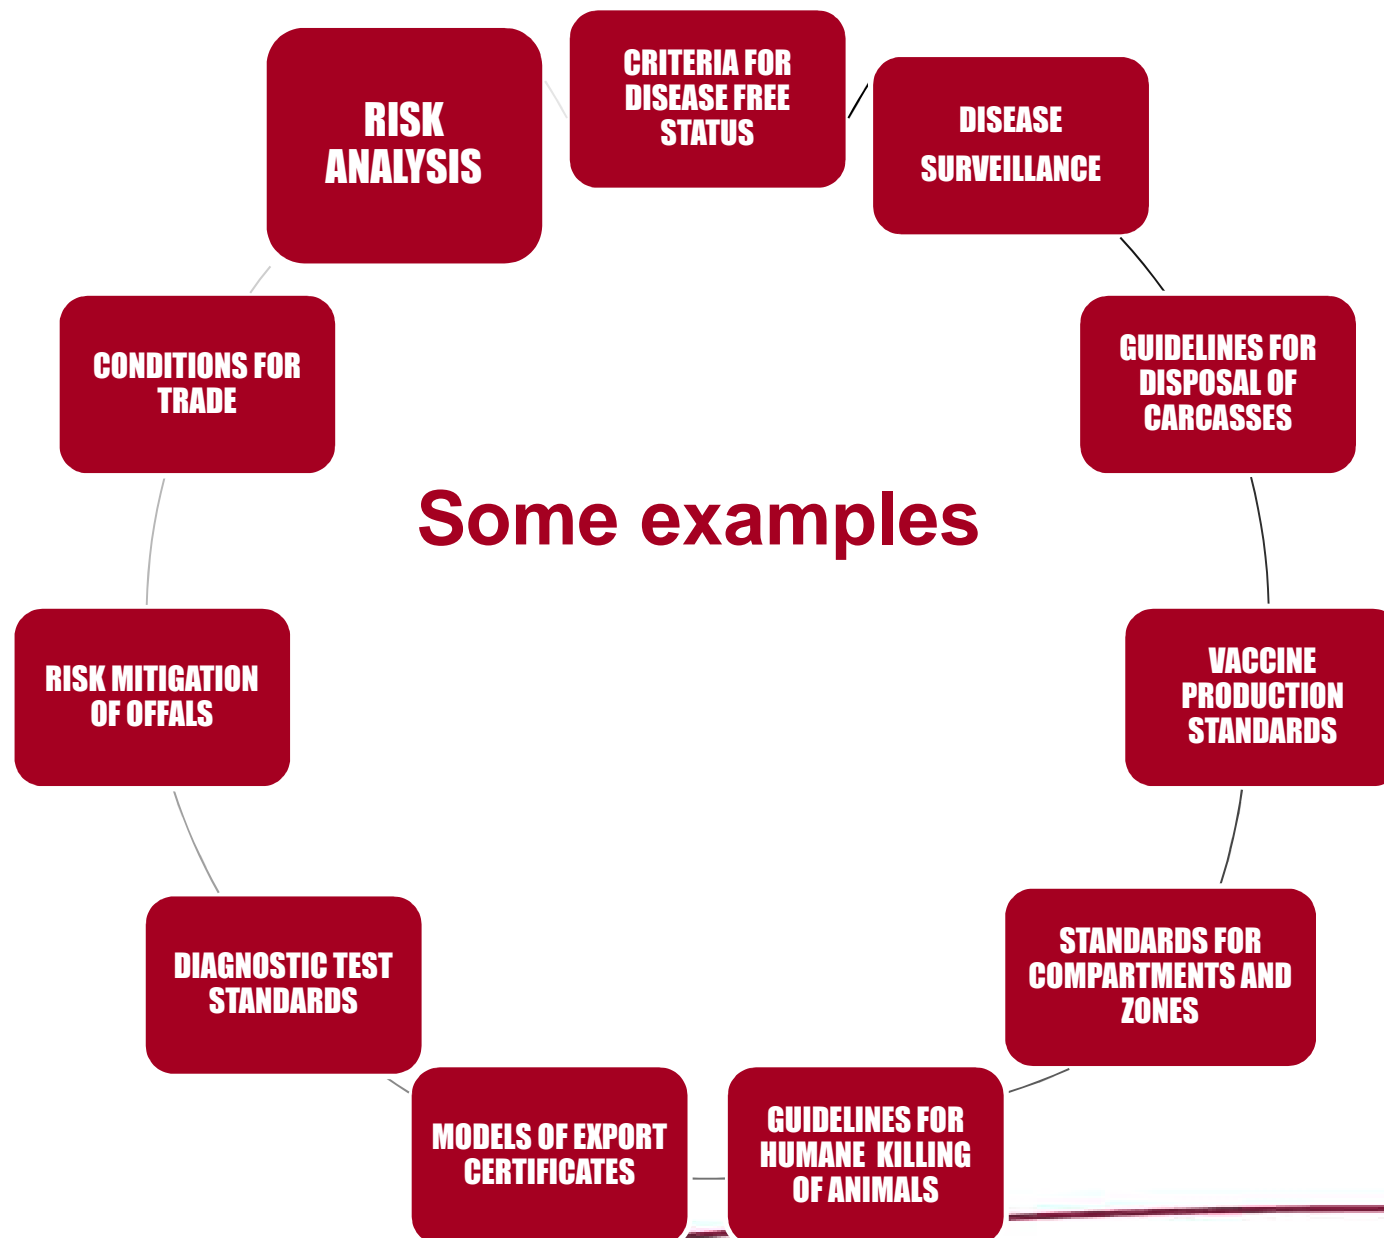 RISK
ANALYSIS
CRITERIA FOR
DISEASE FREE
STATUS
DISEASE
SURVEILLANCE
GUIDELINES FOR
DISPOSAL OF
CARCASSES
VACCINE
PRODUCTION
STANDARDS
STANDARDS FOR
COMPARTMENTS AND
ZONES
GUIDELINES FOR
HUMANE KILLING
OF ANIMALS
MODELS OF EXPORT
CERTIFICATES
DIAGNOSTIC TEST
STANDARDS
RISK MITIGATION
OF OFFALS
CONDITIONS FOR
TRADE
Some examples